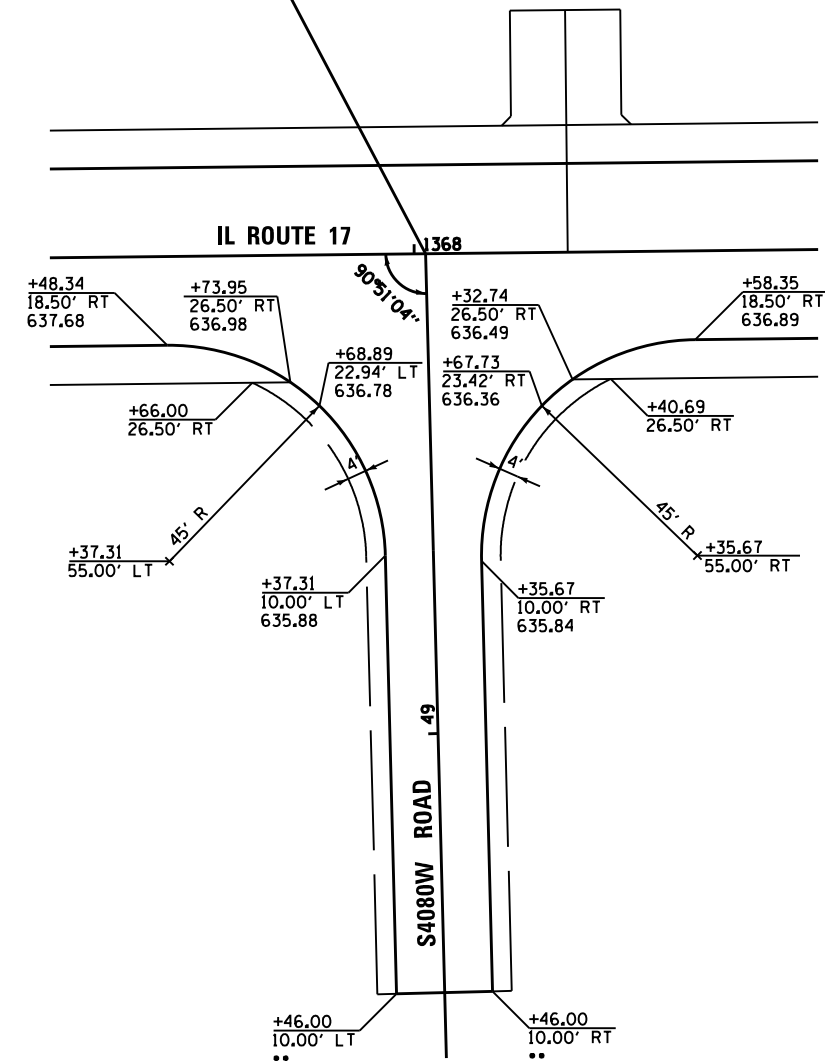 IL ROUTE 17
1368
90°51'04"
+48.34
18.50' RT
637.68
+73.95
26.50' RT
636.98
+32.74
26.50' RT
636.49
+58.35
18.50' RT
636.89
+68.89
22.94' LT
636.78
+67.73
23.42' RT
636.36
+66.00
26.50' RT
+40.69
26.50' RT
4'
4'
45' R
45' R
+37.31
55.00' LT
+35.67
55.00' RT
+37.31
10.00' LT
635.88
+35.67
10.00' RT
635.84
49
S4080W ROAD
+46.00
10.00' LT
**
+46.00
10.00' RT
**